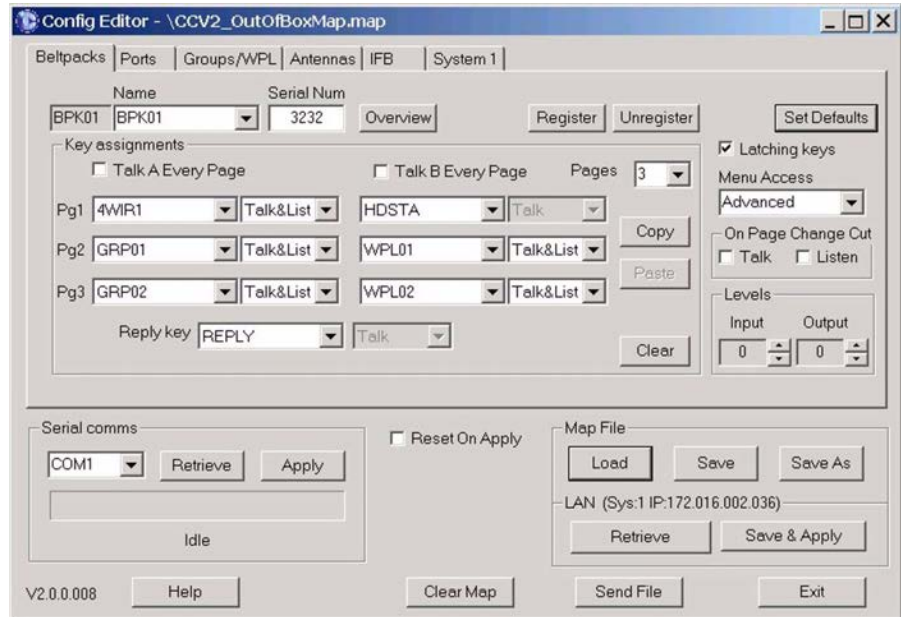 Config Editor - \CCV2_OutOfBoxMap.map
Beltpacks Ports Groups/WPL Antennas IFB System 1
Name Serial Num
BPK01 BPK01 3232 Overview Register Unregister Set Defaults
Key assignments
Talk A Every Page Talk B Every Page Pages 3
Latching keys
Menu Access
Advanced
Pg1 4WIR1 Talk&List HDSTA Talk
Copy
On Page Change Cut
Talk Listen
Pg2 GRP01 Talk&List WPL01 Talk&List
Paste
Pg3 GRP02 Talk&List WPL02 Talk&List
Levels
Input Output
0 0
Reply key REPLY Talk
Clear
Serial comms
COM1 Retrieve Apply
Idle
Reset On Apply
Map File
Load Save Save As
LAN (Sys:1 IP:172.016.002.036)
Retrieve Save & Apply
V2.0.0.008 Help Clear Map Send File Exit